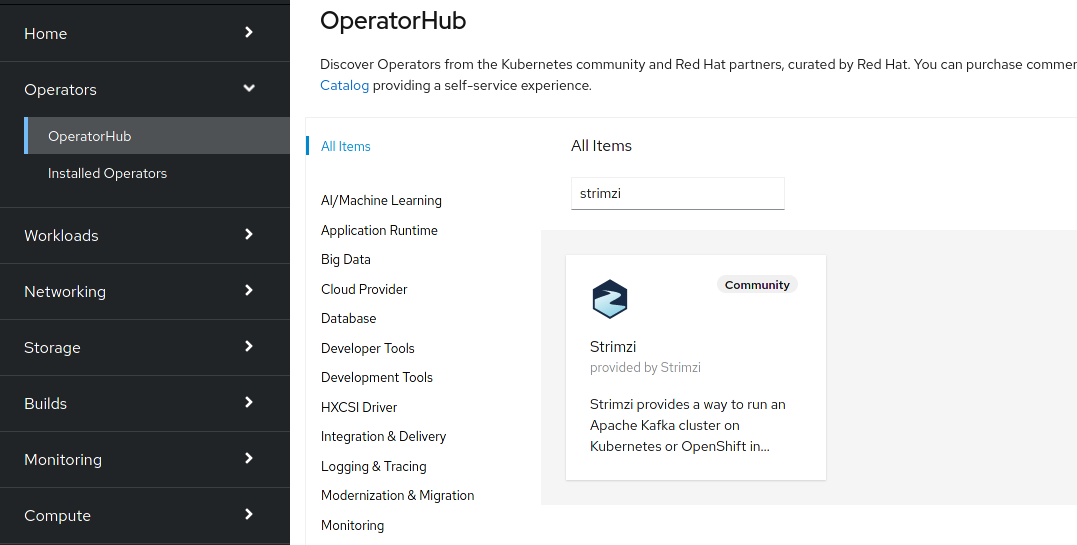 Home
Operators
OperatorHub
Installed Operators
Workloads
Networking
Storage
Builds
Monitoring
Compute
OperatorHub
Discover Operators from the Kubernetes community and Red Hat partners, curated by Red Hat. You can purchase commer
Catalog providing a self-service experience.
All Items
AI/Machine Learning
Application Runtime
Big Data
Cloud Provider
Database
Developer Tools
Development Tools
HXCSI Driver
Integration & Delivery
Logging & Tracing
Modernization & Migration
Monitoring
All Items
strimzi
Community
Strimzi
provided by Strimzi
Strimzi provides a way to run an
Apache Kafka cluster on
Kubernetes or OpenShift in...